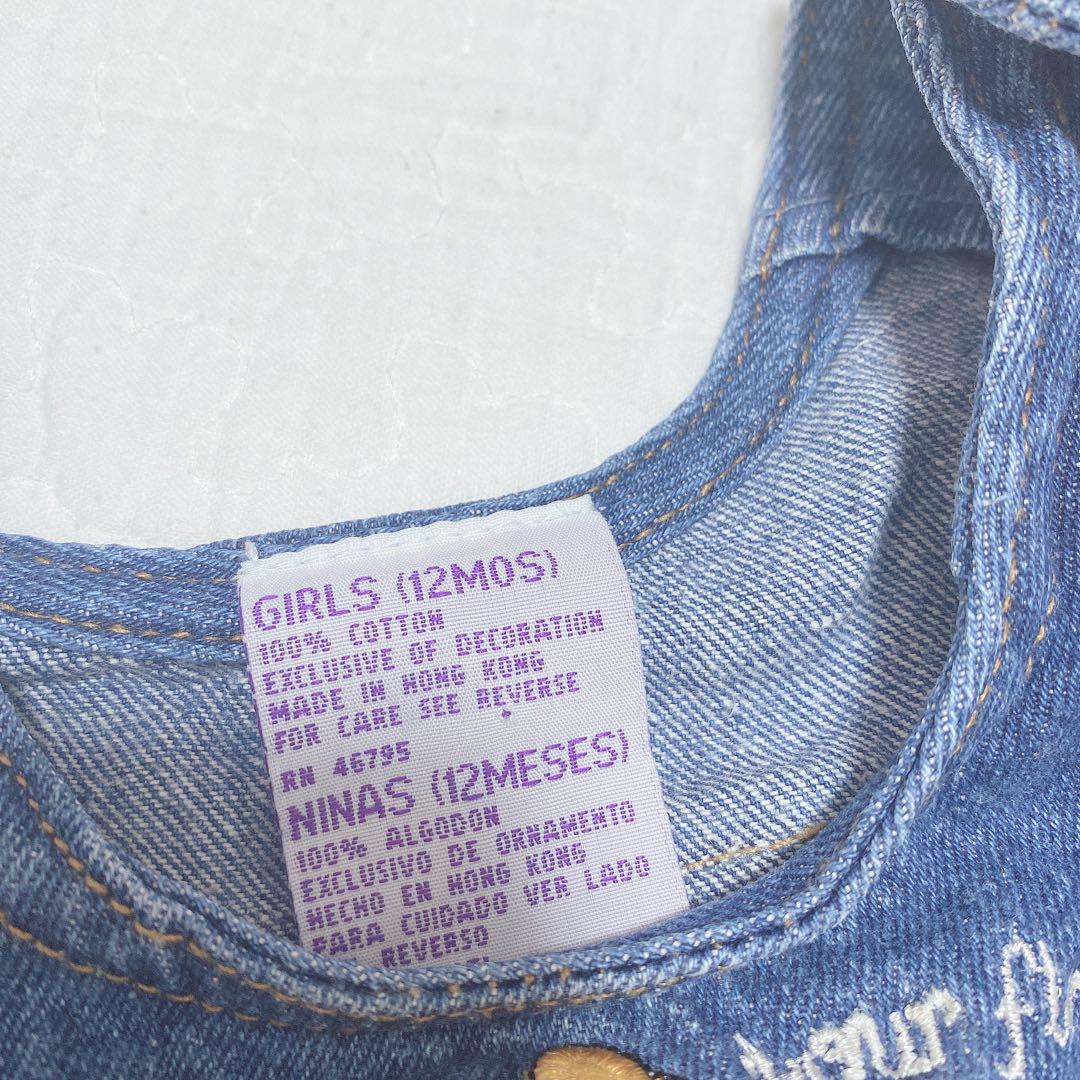 GIRLS (12MOS)
100% COTTON
EXCLUSIVE OF DECORATION
MADE IN HONG KONG
FOR CARE SEE REVERSE
RN 46795
NINAS (12MESES)
100% ALGODON
EXCLUSIVO DE ORNAMENTO
HECHO EN HONG KONG
PARA CUIDADO VER LADO
REVERSO